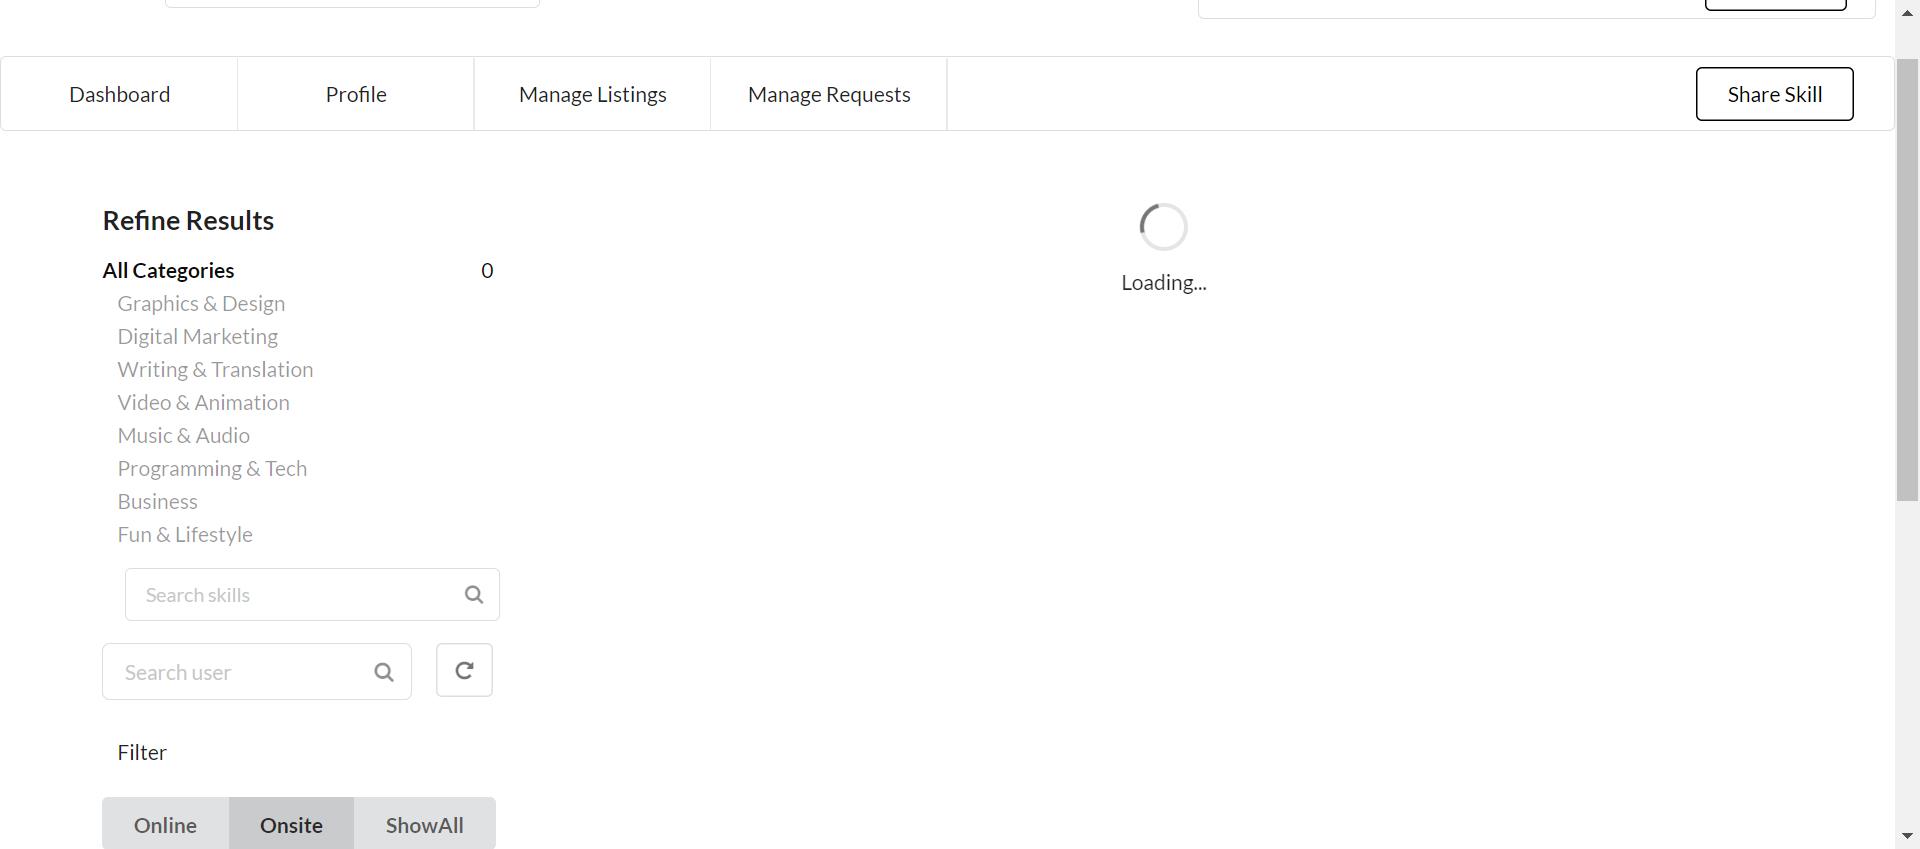 Dashboard
Profile
Manage Listings
Manage Requests
Share Skill
Refine Results
All Categories 0
Graphics & Design
Digital Marketing
Writing & Translation
Video & Animation
Music & Audio
Programming & Tech
Business
Fun & Lifestyle
Search skills
Search user
Filter
Online
Onsite
ShowAll
Loading...